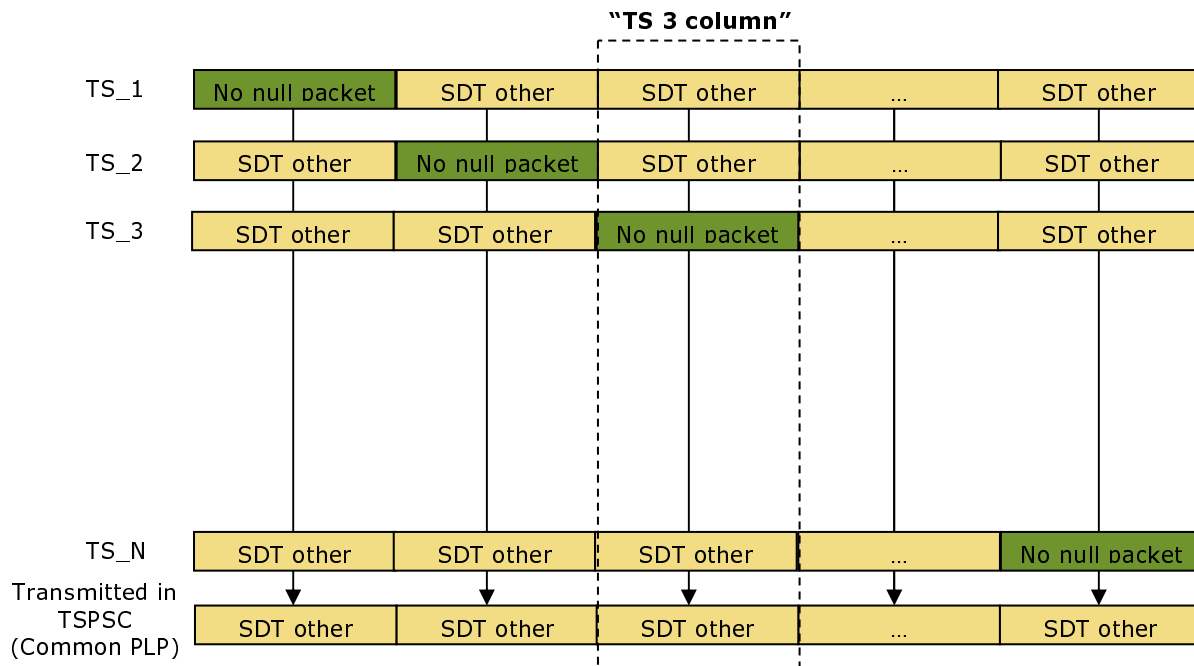 “TS 3 column”
TS_1 No null packet SDT other SDT other ... SDT other
TS_2 SDT other No null packet SDT other ... SDT other
TS_3 SDT other SDT other No null packet ... SDT other
TS_N SDT other SDT other SDT other ... No null packet
Transmitted in
TSPSC
(Common PLP)
SDT other SDT other SDT other ... SDT other